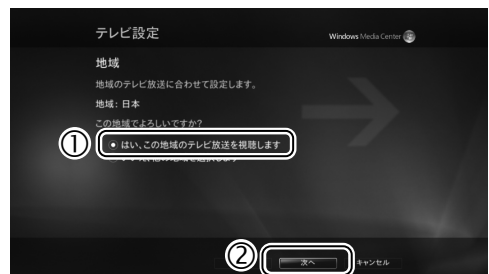 テレビ設定
Windows Media Center
地域
地域のテレビ放送に合わせて設定します。
地域: 日本
この地域でよろしいですか?
① はい、この地域のテレビ放送を視聴します
② 次へ キャンセル